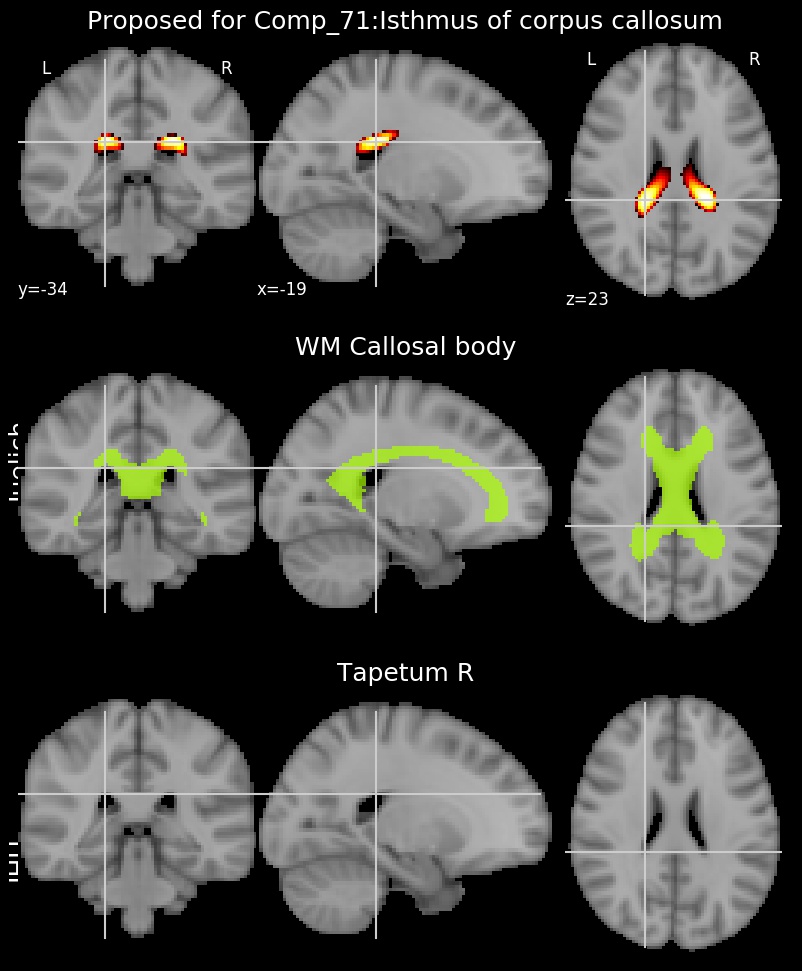 Proposed for Comp_71:Isthmus of corpus callosum
L R L R
y=-34 x=-19 z=23
WM Callosal body
Tapetum R